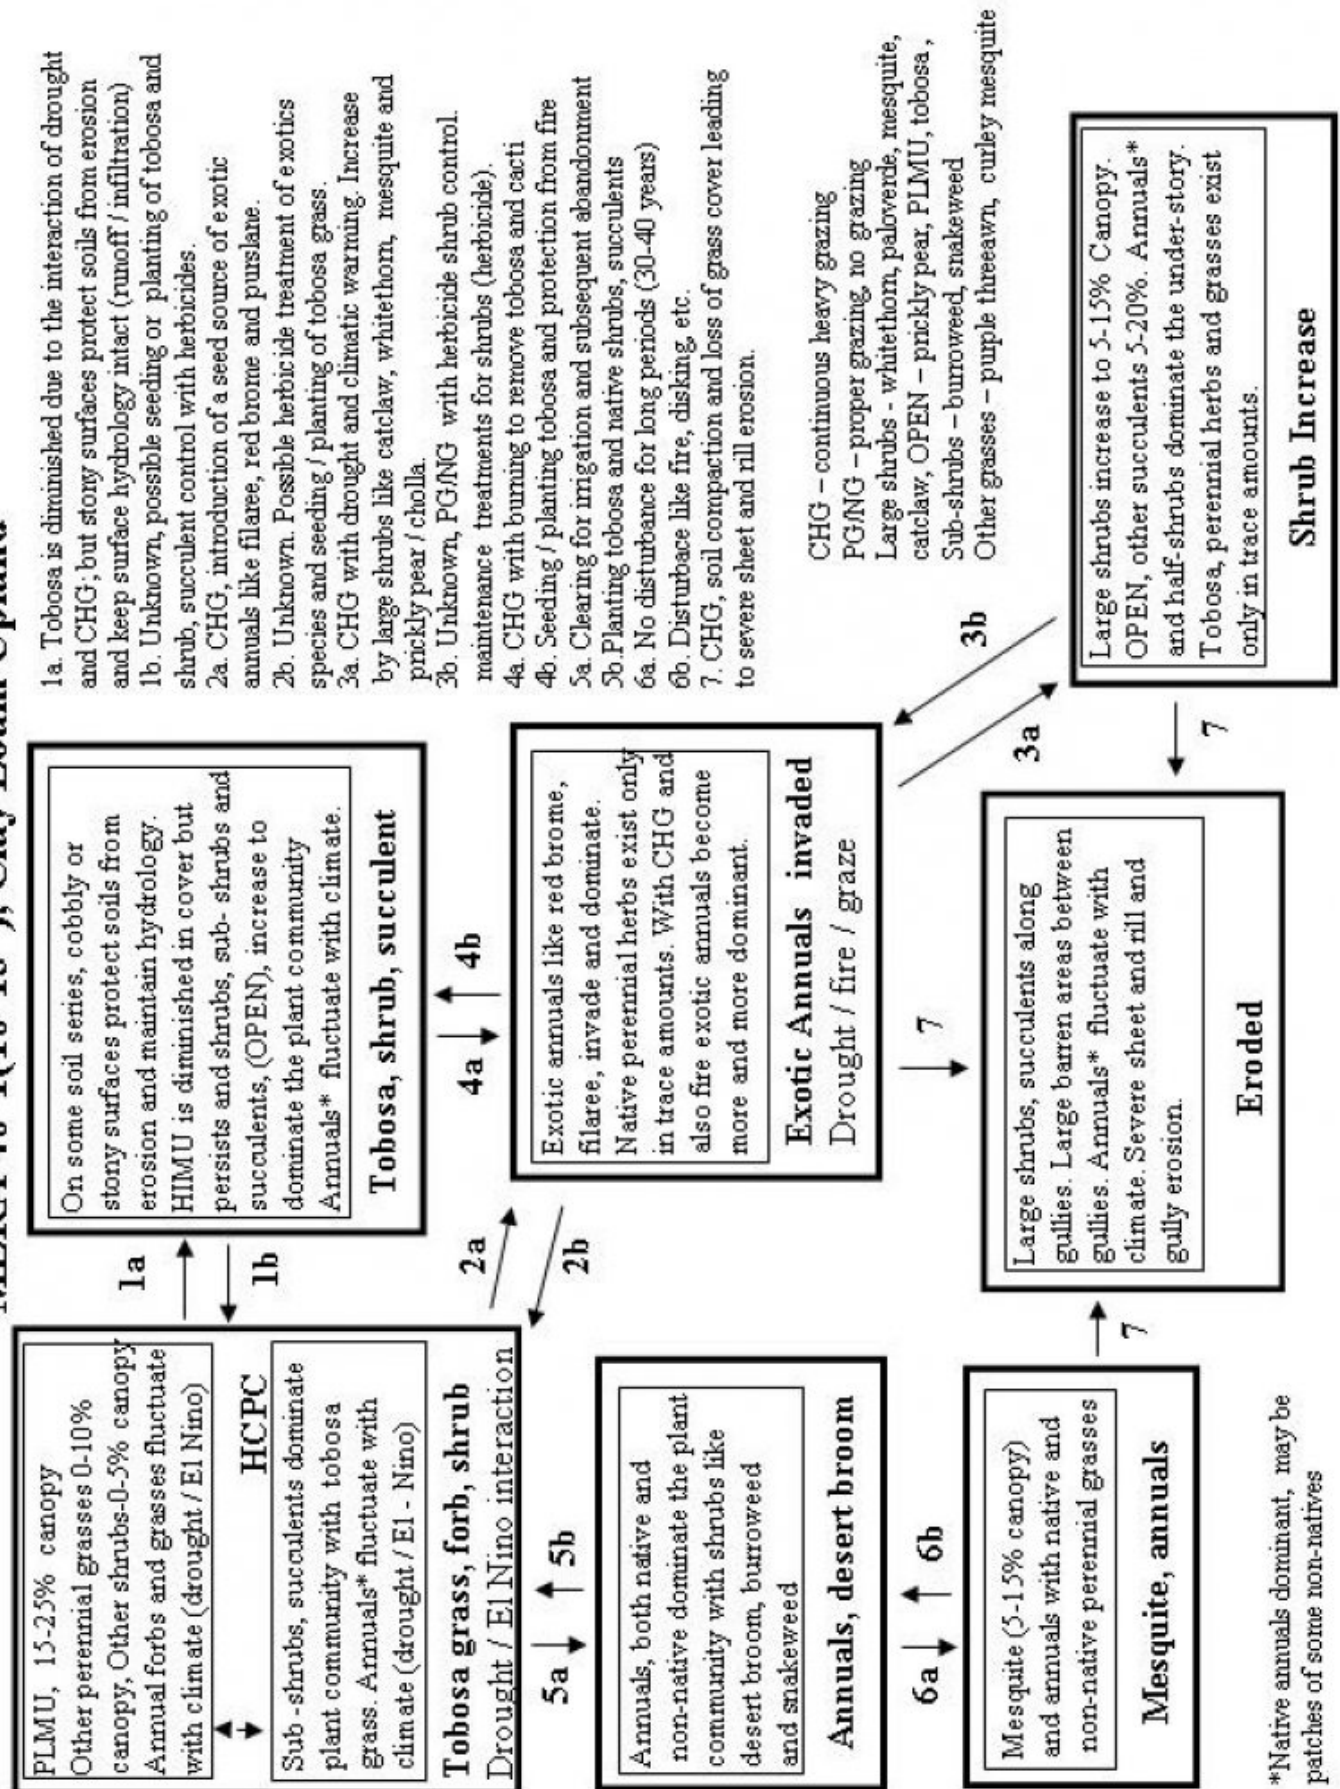 PLMU, 15-25% canopy
Other perennial grasses 0-10%
canopy, Other shrubs-0-5% canopy
Annual forbs and grasses fluctuate
with climate (drought / El Nino)
HCPC
Sub -shrubs, succulents dominate
plant community with tobosa
grass. Annuals* fluctuate with
climate (drought / El - Nino)
Tobosa grass, forb, shrub
Drought / El Nino interaction
1a
1b
On some soil series, cobbly or
stony surfaces protect soils from
erosion and maintain hydrology.
HIMU is diminished in cover but
persists and shrubs, sub- shrubs and
succulents, (OPEN), increase to
dominate the plant community
Annuals* fluctuate with climate.
Tobosa, shrub, succulent
2a
2b
4a
4b
Exotic annuals like red brome,
filaree, invade and dominate.
Native perennial herbs exist only
in trace amounts. With CHG and
also fire exotic annuals become
more and more dominant.
Exotic Annuals invaded
Drought / fire / graze
5a
5b
Annuals, both native and
non-native dominate the plant
community with shrubs like
desert broom, burroweed
and snakeweed
Annuals, desert broom
6a
6b
Mesquite (5-15% canopy)
and annuals with native and
non-native perennial grasses
Mesquite, annuals
7
7
Large shrubs, succulents along
gullies. Large barren areas between
gullies. Annuals* fluctuate with
climate. Severe sheet and rill and
gully erosion.
Eroded
3a
3b
7
Large shrubs increase to 5-15% Canopy.
OPEN, other succulents 5-20%. Annuals*
and half-shrubs dominate the under-story.
Tobosa, perennial herbs and grasses exist
only in trace amounts.
Shrub Increase
1a. Tobosa is diminished due to the interaction of drought
and CHG; but stony surfaces protect soils from erosion
and keep surface hydrology intact (runoff / infiltration)
1b. Unknown, possible seeding or planting of tobosa and
shrub, succulent control with herbicides.
2a. CHG, introduction of a seed source of exotic
annuals like filaree, red brome and purslane.
2b. Unknown. Possible herbicide treatment of exotics
species and seeding / planting of tobosa grass.
3a. CHG with drought and climatic warming. Increase
by large shrubs like catclaw, whitethorn, mesquite and
prickly pear / cholla.
3b. Unknown, PG/NG with herbicide shrub control.
maintenance treatments for shrubs (herbicide).
4a. CHG with burning to remove tobosa and cacti
4b. Seeding / planting tobosa and protection from fire
5a. Clearing for irrigation and subsequent abandonment
5b.Planting tobosa and native shrubs, succulents
6a. No disturbance for long periods (30-40 years)
6b. Disturbace like fire, disking, etc.
7. CHG, soil compaction and loss of grass cover leading
to severe sheet and rill erosion.
CHG – continuous heavy grazing
PG/NG – proper grazing, no grazing
Large shrubs - whitethorn, paloverde, mesquite,
catclaw, OPEN – prickly pear, PLMU, tobosa ,
Sub-shrubs – burroweed, snakeweed
Other grasses – purple threeawn, curley mesquite
*Native annuals dominant, may be
patches of some non-natives